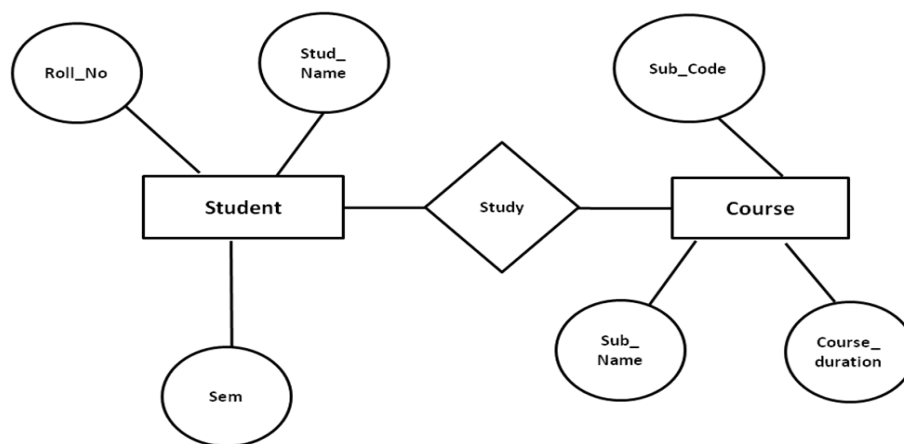 Roll_No
Stud_
Name
Sub_Code
Student
Study
Course
Sem
Sub_
Name
Course_
duration